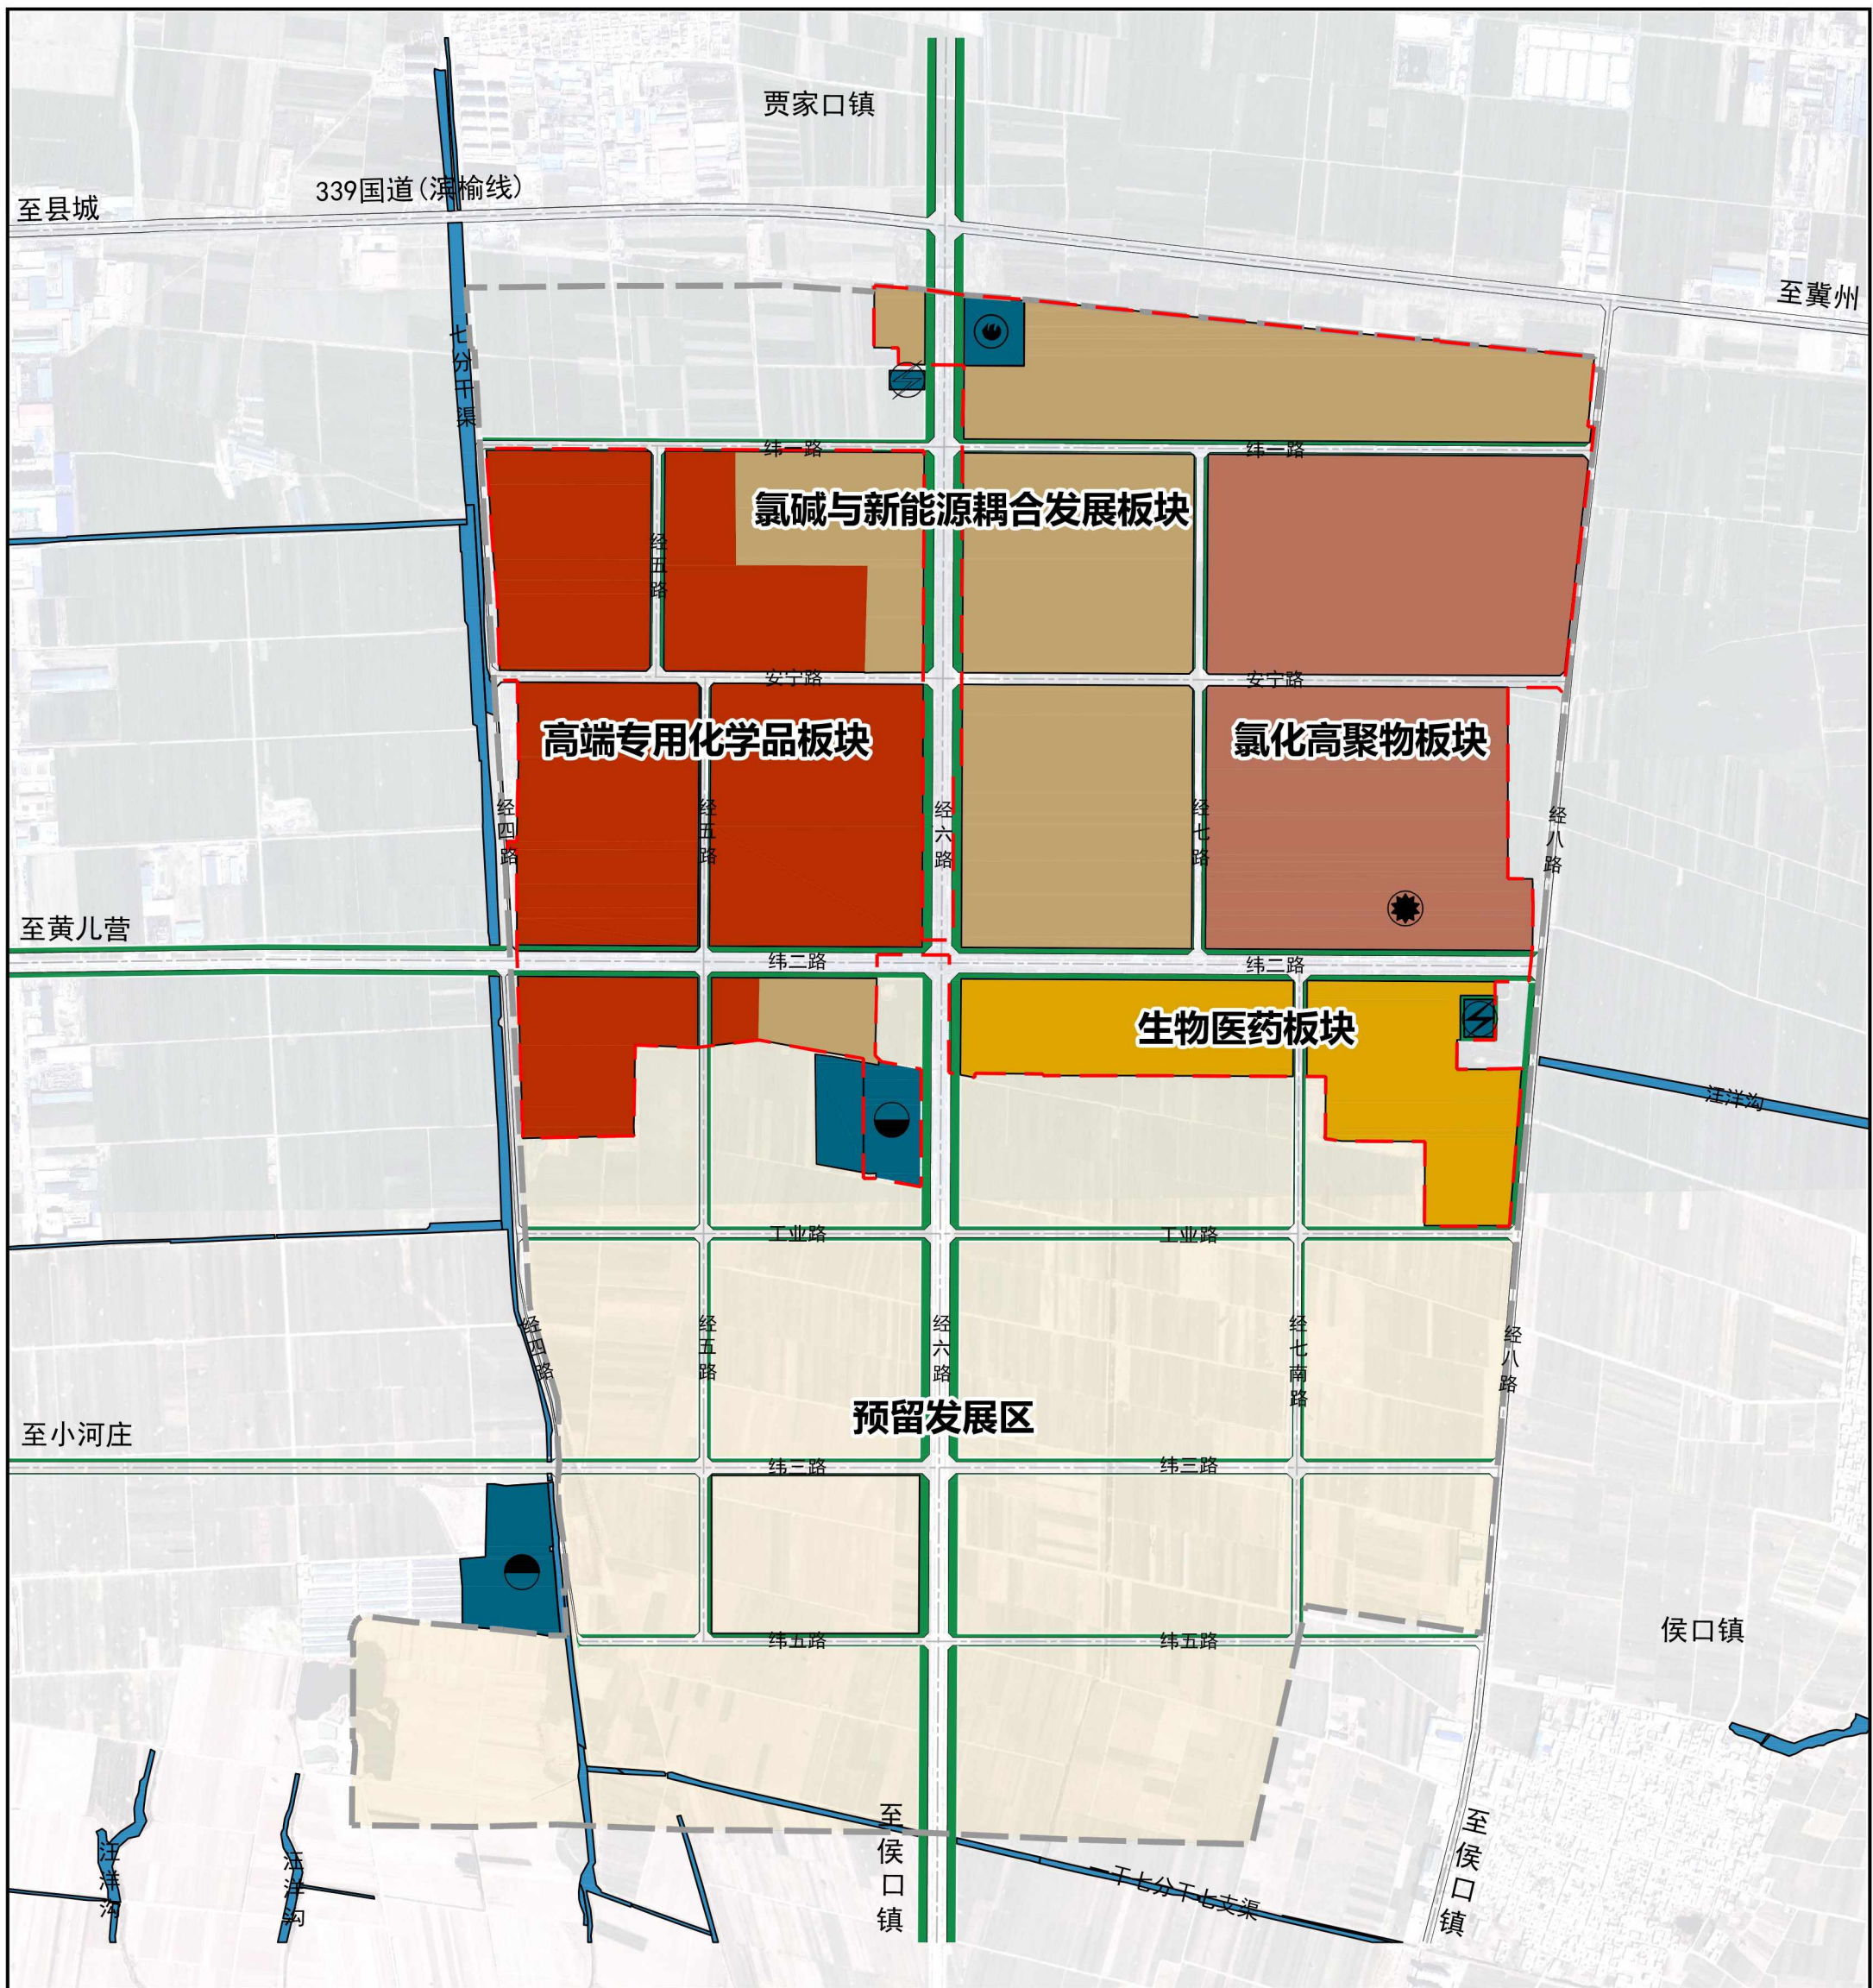 贾家口镇
339国道(滨榆线)
至县城
至冀州
七分干渠
纬一路
纬一路
氯碱与新能源耦合发展板块
经五路
安宁路
安宁路
高端专用化学品板块
氯化高聚物板块
经四路
经五路
经六路
经七路
经八路
至黄儿营
纬二路
纬二路
生物医药板块
汪洋沟
工业路
工业路
经四路
经五路
经六路
经七南路
经八路
预留发展区
至小河庄
纬三路
纬三路
侯口镇
纬五路
纬五路
至侯口镇
至侯口镇
汪洋沟
汪洋沟
一干七分干七支渠